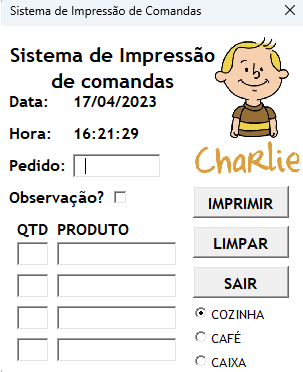 Sistema de Impressão de Comandas
Sistema de Impressão
de comandas
Data: 17/04/2023
Hora: 16:21:29
Pedido:
Charlie
Observação?
IMPRIMIR
QTD PRODUTO
LIMPAR
SAIR
COZINHA
CAFÉ
CAIXA